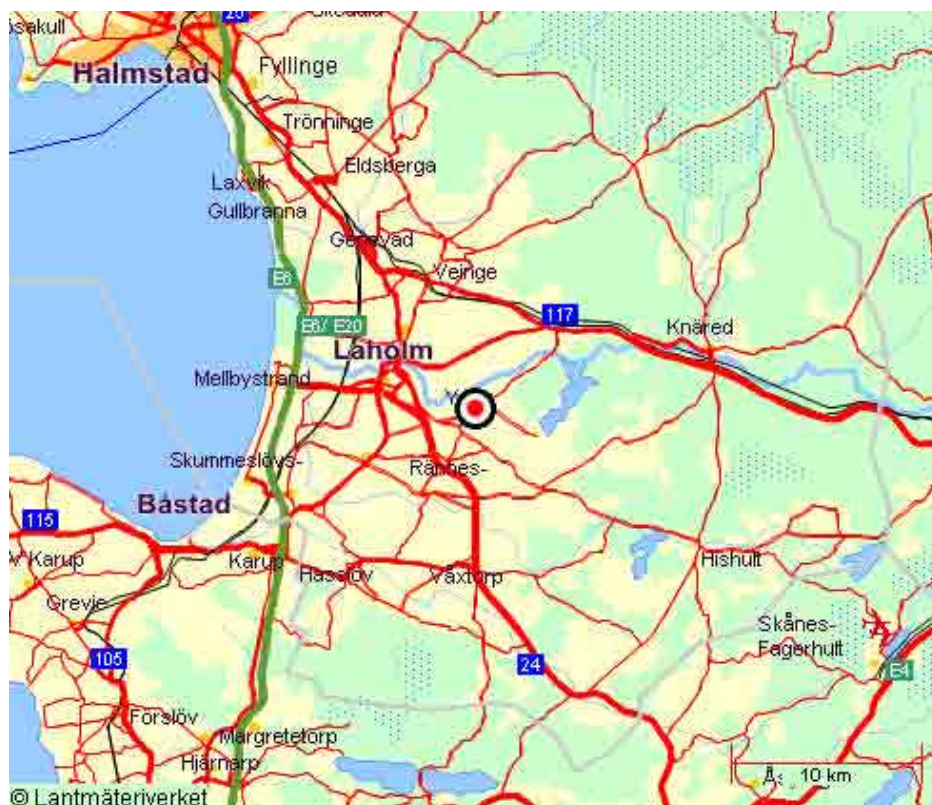 25
Halmstad
Fyllinge
Trönninge
Eldsberga
Laxvik
Gullbranna
Genevad
Veinge
E6
E6/ E20
117
Knäred
Laholm
Mellbystrand
Skummeslövs-
Rännes-
Båstad
115
V Karup
Karup
Hasslöv
Våxtorp
Hishult
Grevie
Skånes-
Fagerhult
105
24
E4
Förslöv
Margretetorp
Hjärnarp
10 km
© Lantmäteriverket